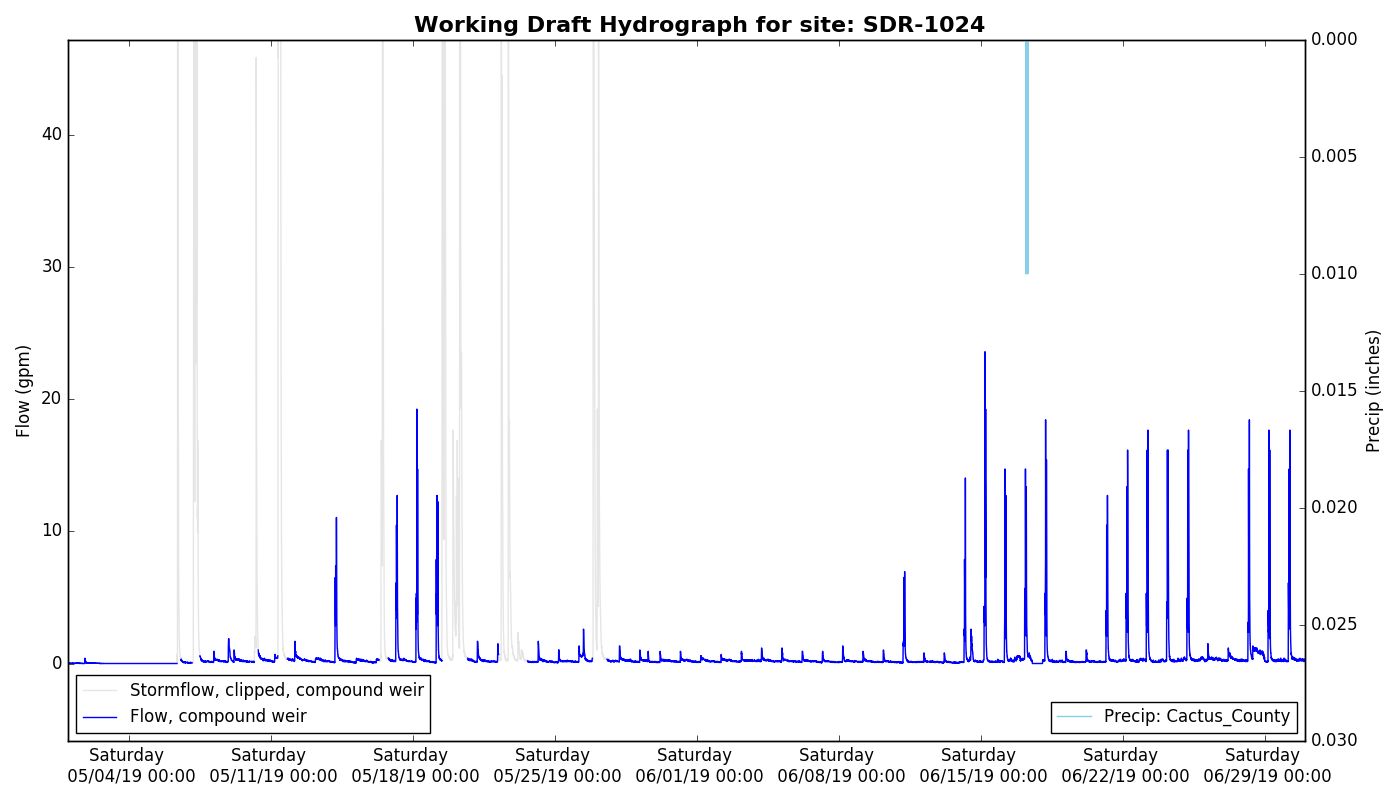 Working Draft Hydrograph for site: SDR-1024
Flow (gpm)
40
30
20
10
0
0.000
0.005
0.010
0.015
0.020
0.025
0.030
Precip (inches)
Stormflow, clipped, compound weir
Flow, compound weir
Precip: Cactus_County
Saturday
05/04/19 00:00
Saturday
05/11/19 00:00
Saturday
05/18/19 00:00
Saturday
05/25/19 00:00
Saturday
06/01/19 00:00
Saturday
06/08/19 00:00
Saturday
06/15/19 00:00
Saturday
06/22/19 00:00
Saturday
06/29/19 00:00